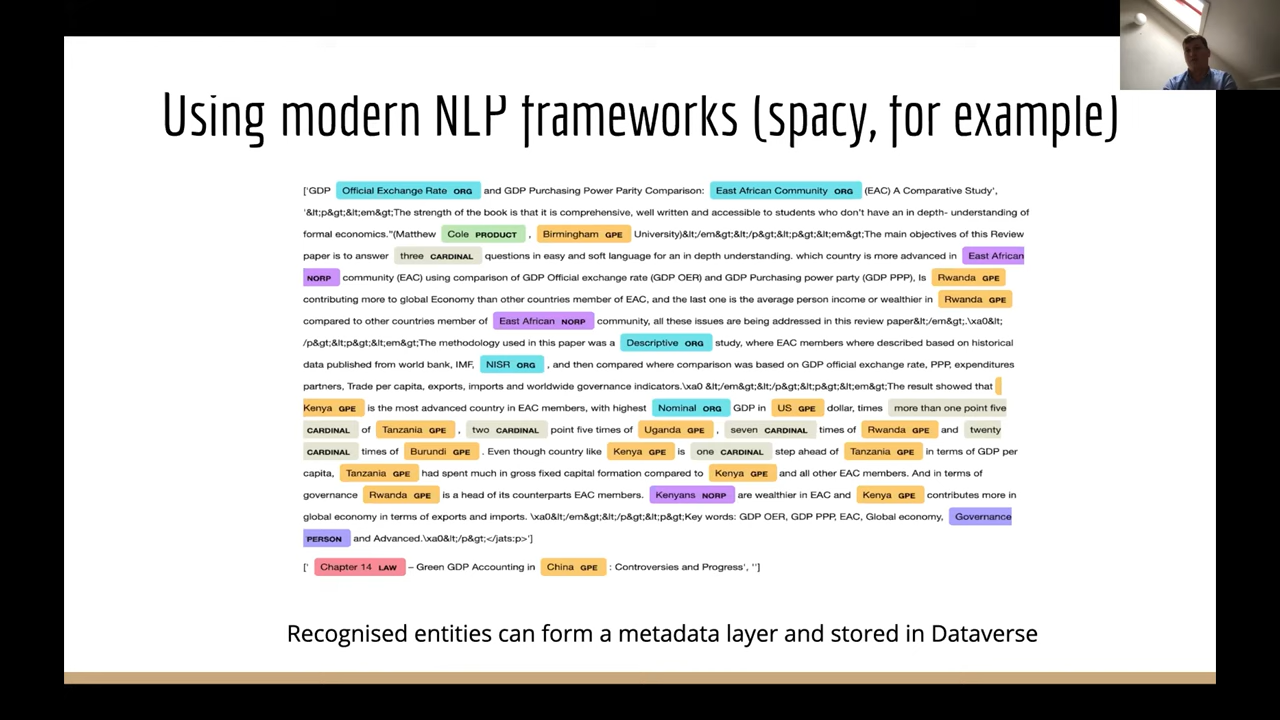 Using modern NLP frameworks (spacy, for example)
['GDP Official Exchange Rate ORG and GDP Purchasing Power Parity Comparison: East African Community ORG (EAC) A Comparative Study',
'&lt;p&gt;&lt;em&gt;The strength of the book is that it is comprehensive, well written and accessible to students who don't have an in depth- understanding of
formal economics."(Matthew Cole PRODUCT , Birmingham GPE University)&lt;/em&gt;&lt;/p&gt;&lt;p&gt;&lt;em&gt;The main objectives of this Review
paper is to answer three CARDINAL questions in easy and soft language for an in depth understanding. which country is more advanced in East African
NORP community (EAC) using comparison of GDP Official exchange rate (GDP OER) and GDP Purchasing power party (GDP PPP), Is Rwanda GPE
contributing more to global Economy than other countries member of EAC, and the last one is the average person income or wealthier in Rwanda GPE
compared to other countries member of East African NORP community, all these issues are being addressed in this review paper&lt;/em&gt;.\xa0&lt;
/p&gt;&lt;p&gt;&lt;em&gt;The methodology used in this paper was a Descriptive ORG study, where EAC members where described based on historical
data published from world bank, IMF, NISR ORG , and then compared where comparison was based on GDP official exchange rate, PPP, expenditures
partners, Trade per capita, exports, imports and worldwide governance indicators.\xa0 &lt;/em&gt;&lt;/p&gt;&lt;p&gt;&lt;em&gt;The result showed that
Kenya GPE is the most advanced country in EAC members, with highest Nominal ORG GDP in US GPE dollar, times more than one point five
CARDINAL of Tanzania GPE , two CARDINAL point five times of Uganda GPE , seven CARDINAL times of Rwanda GPE and twenty
CARDINAL times of Burundi GPE . Even though country like Kenya GPE is one CARDINAL step ahead of Tanzania GPE in terms of GDP per
capita, Tanzania GPE had spent much in gross fixed capital formation compared to Kenya GPE and all other EAC members. And in terms of
governance Rwanda GPE is a head of its counterparts EAC members. Kenyans NORP are wealthier in EAC and Kenya GPE contributes more in
global economy in terms of exports and imports. \xa0&lt;/em&gt;&lt;/p&gt;&lt;p&gt;Key words: GDP OER, GDP PPP, EAC, Global economy, Governance
PERSON and Advanced.\xa0&lt;/p&gt;</jats:p>']
[' Chapter 14 LAW – Green GDP Accounting in China GPE : Controversies and Progress', '']
Recognised entities can form a metadata layer and stored in Dataverse